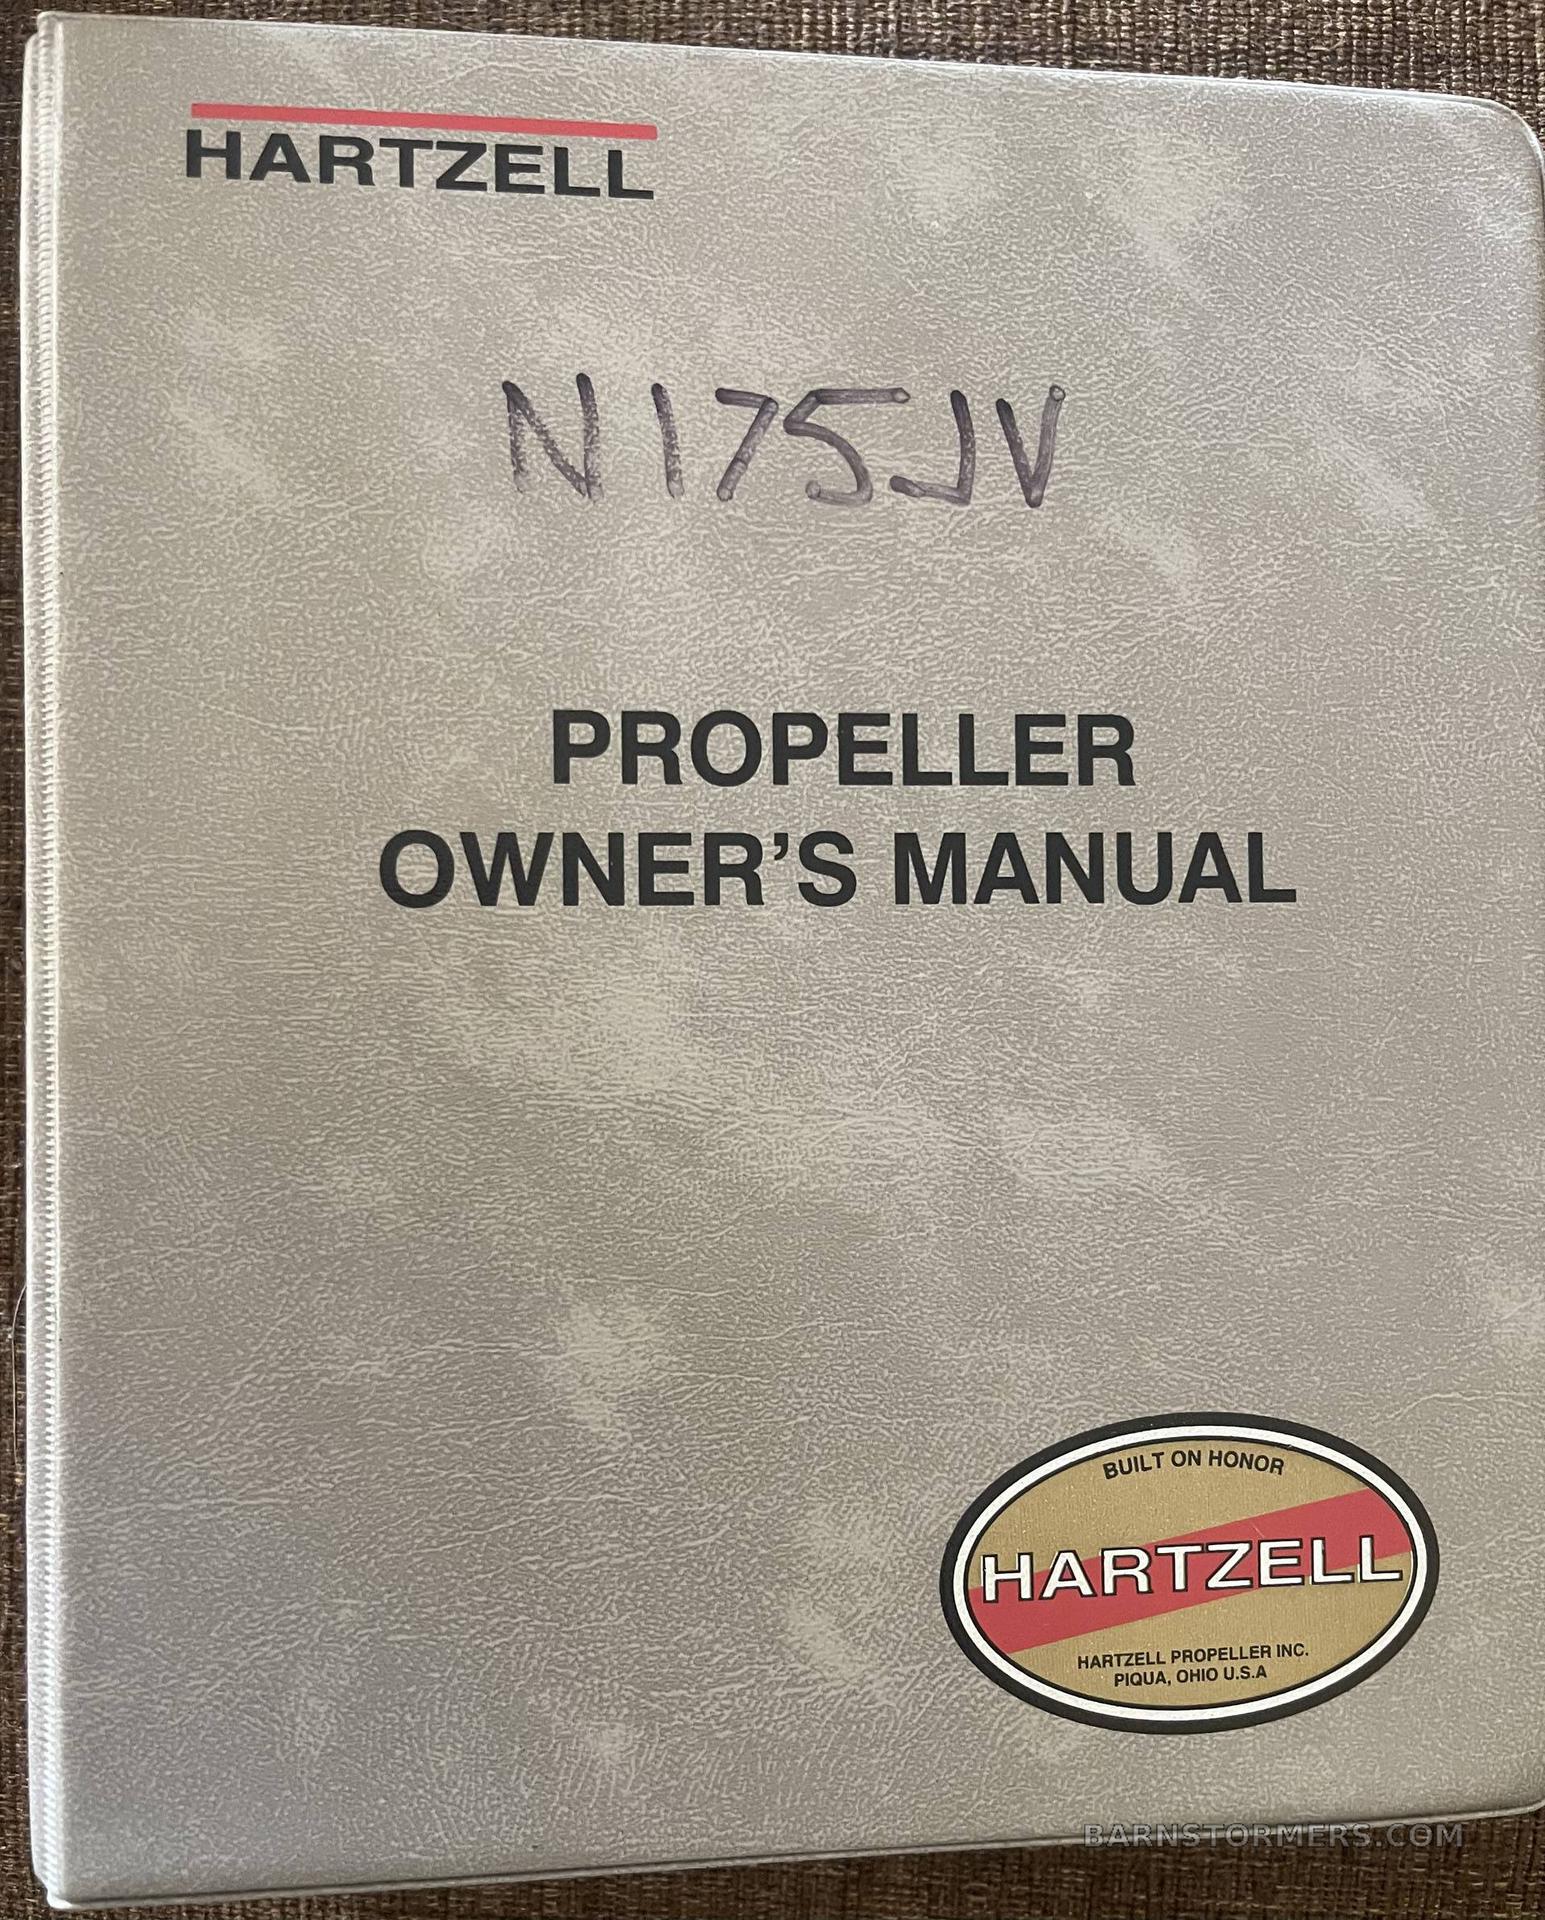 HARTZELL
N175JV
PROPELLER
OWNER'S MANUAL
BUILT ON HONOR
HARTZELL
HARTZELL PROPELLER INC.
PIQUA, OHIO U.S.A
BARNSTORMERS.COM